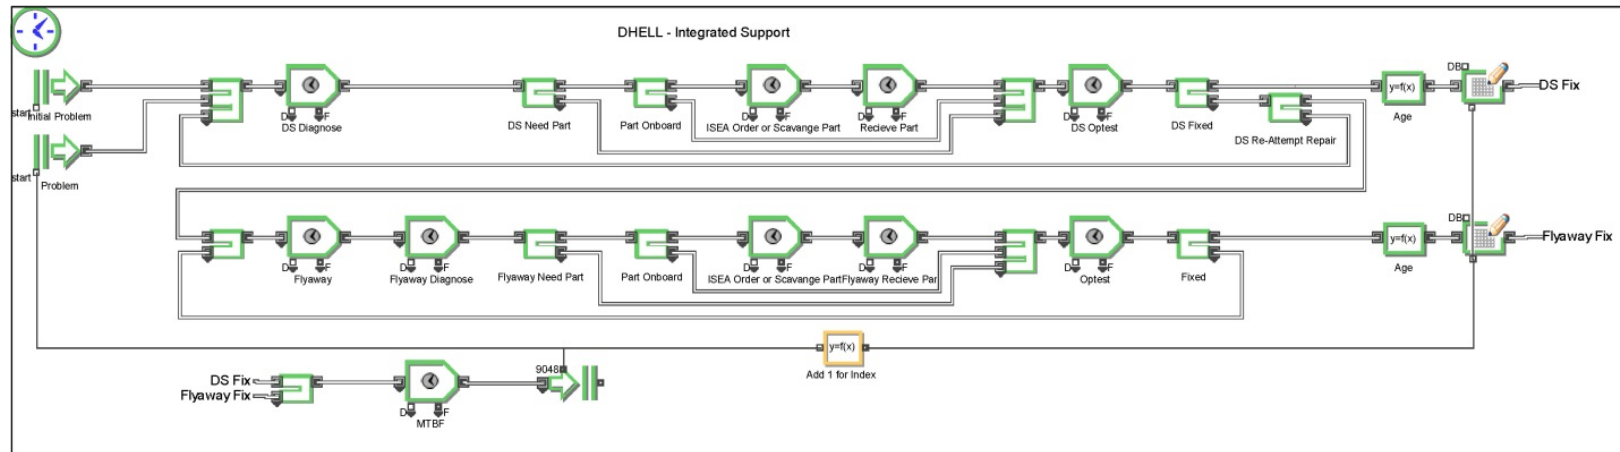 DHELL - Integrated Support
DB
y=f(x)
DS Fix
start
Initial Problem
D F
DS Diagnose
DS Need Part
Part Onboard
D F
ISEA Order or Scavange Part
D F
Recieve Part
D F
DS Optest
DS Fixed
DS Re-Attempt Repair
Age
start
Problem
DB
y=f(x)
Flyaway Fix
D F
Flyaway
D F
Flyaway Diagnose
Flyaway Need Part
Part Onboard
D F
ISEA Order or Scavange Part
D F
Flyaway Recieve Par
D F
Optest
Fixed
Age
y=f(x)
Add 1 for Index
9048
DS Fix
Flyaway Fix
D F
MTBF